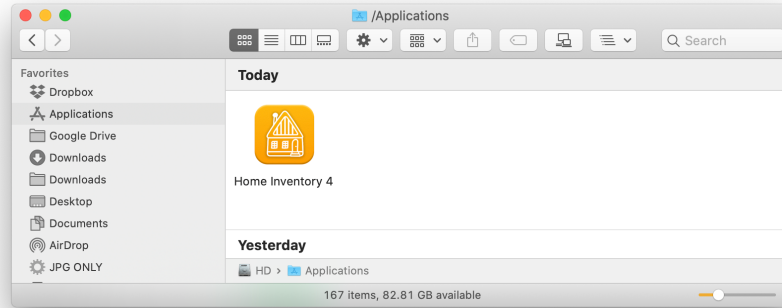 /Applications
Search
Favorites
Dropbox
Applications
Google Drive
Downloads
Downloads
Desktop
Documents
AirDrop
JPG ONLY
Today
Home Inventory 4
Yesterday
HD › Applications
167 items, 82.81 GB available